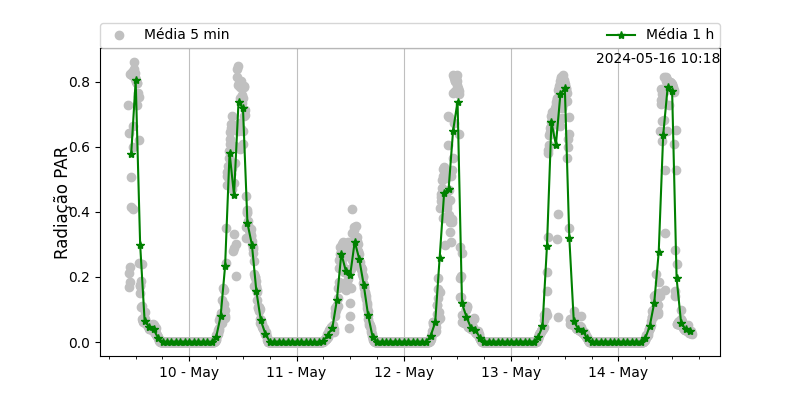 Média 5 min
Média 1 h
2024-05-16 10:18
Radiação PAR
0.8
0.6
0.4
0.2
0.0
10 - May
11 - May
12 - May
13 - May
14 - May